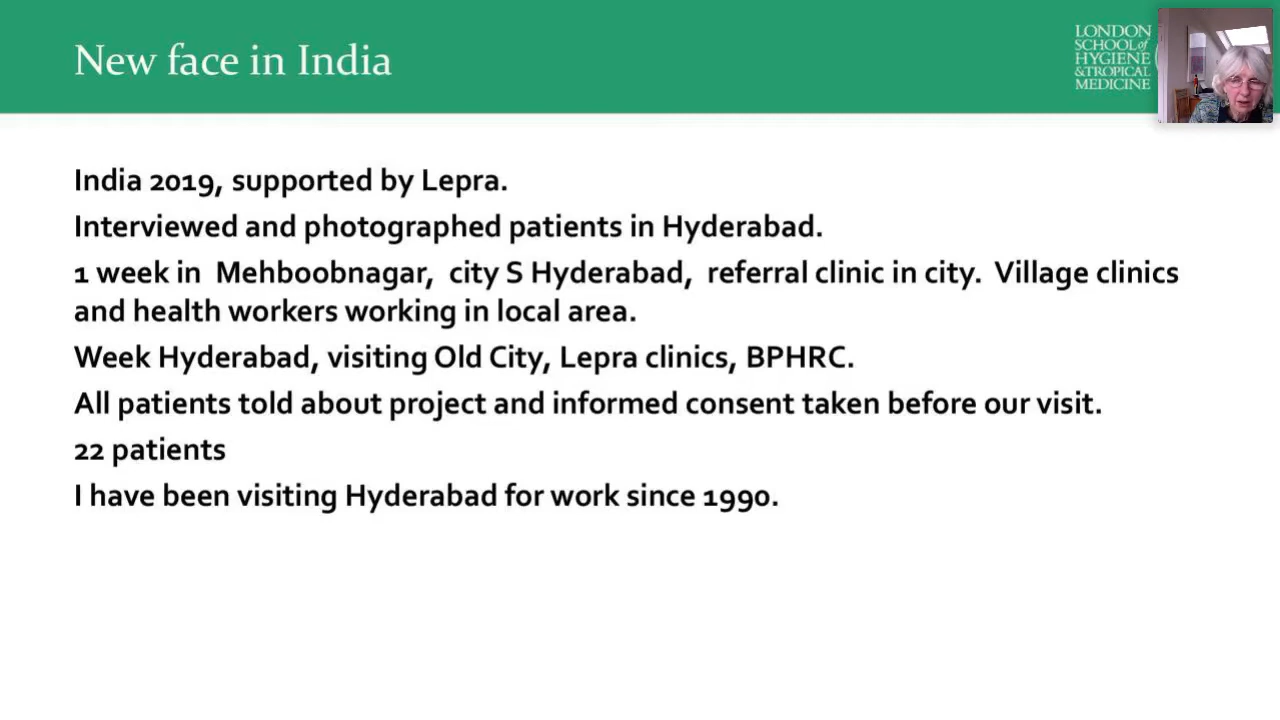 New face in India
LONDON
SCHOOL of
HYGIENE
& TROPICAL
MEDICINE
India 2019, supported by Lepra.
Interviewed and photographed patients in Hyderabad.
1 week in Mehboobnagar, city S Hyderabad, referral clinic in city. Village clinics
and health workers working in local area.
Week Hyderabad, visiting Old City, Lepra clinics, BPHRC.
All patients told about project and informed consent taken before our visit.
22 patients
I have been visiting Hyderabad for work since 1990.